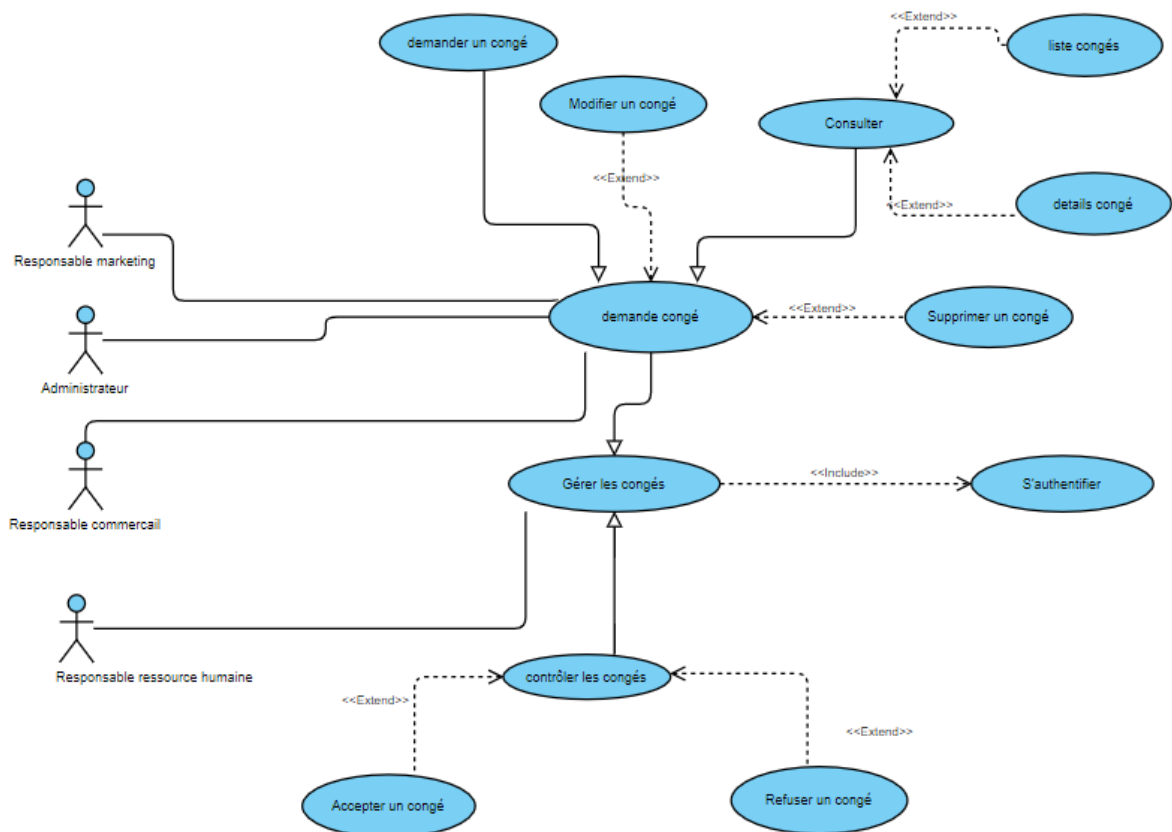 <<Extend>>
liste congés
demander un congé
Modifier un congé
Consulter
<<Extend>>
details congé
<<Extend>>
Responsable marketing
demande congé
<<Extend>>
Supprimer un congé
Administrateur
Gérer les congés
<<Include>>
S'authentifier
Responsable commercail
Responsable ressource humaine
contrôler les congés
<<Extend>>
<<Extend>>
Accepter un congé
Refuser un congé